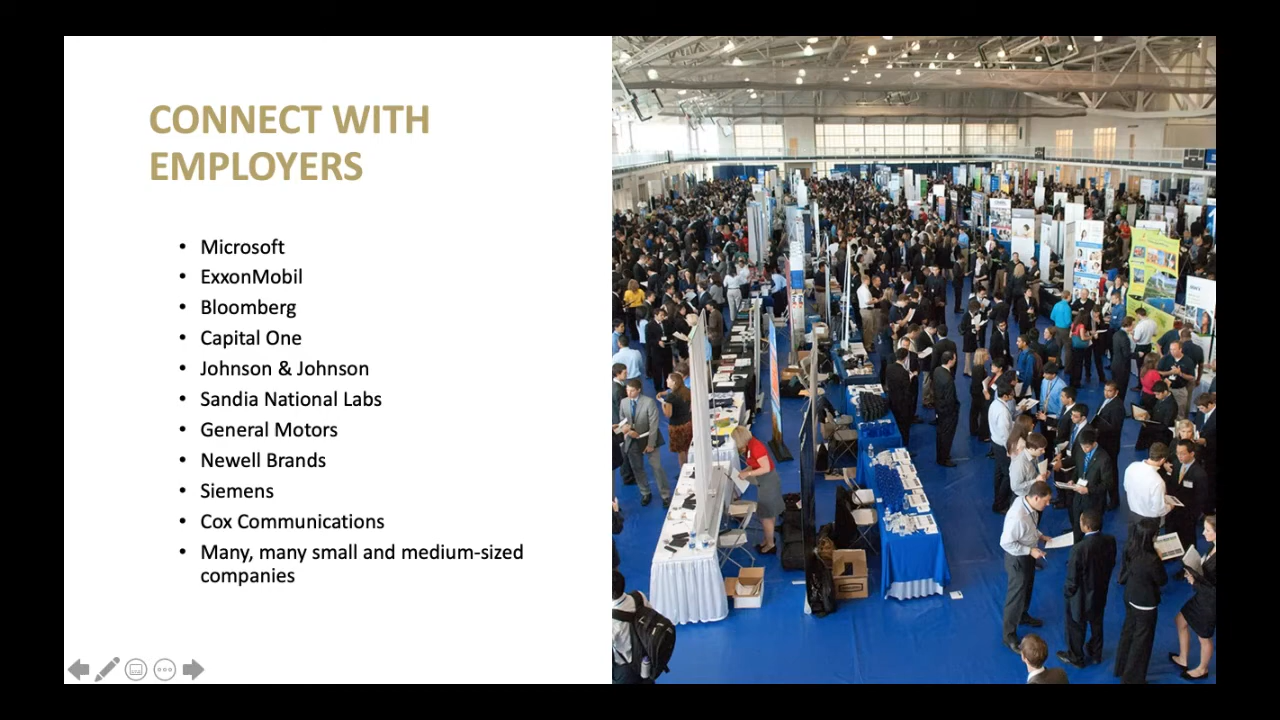 CONNECT WITH
EMPLOYERS
• Microsoft
• ExxonMobil
• Bloomberg
• Capital One
• Johnson & Johnson
• Sandia National Labs
• General Motors
• Newell Brands
• Siemens
• Cox Communications
• Many, many small and medium-sized
companies